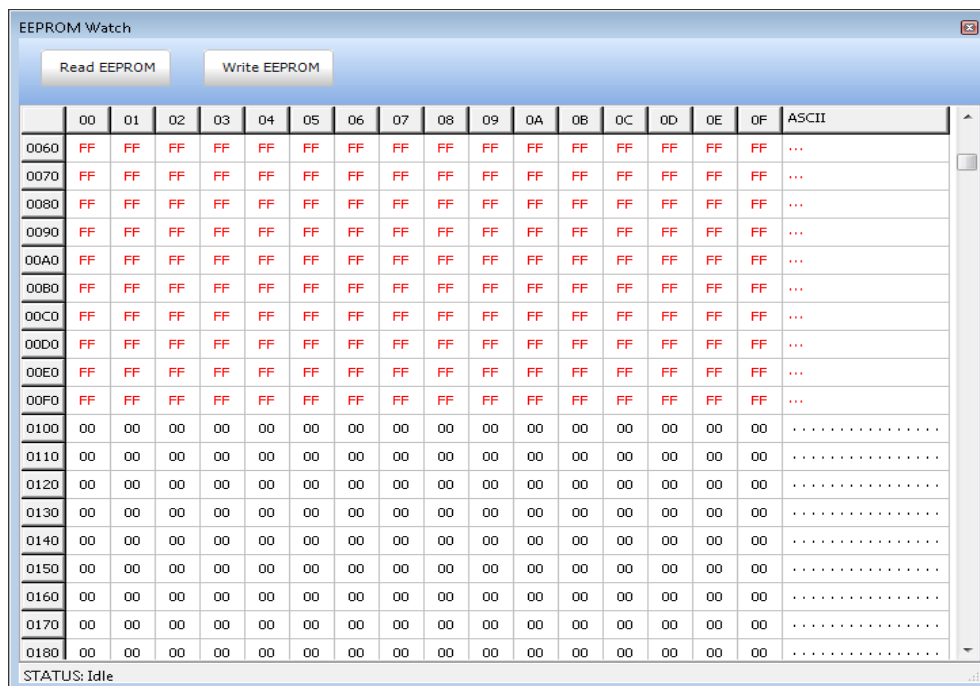 EEPROM Watch
Read EEPROM Write EEPROM
00 01 02 03 04 05 06 07 08 09 0A 0B 0C 0D 0E 0F ASCII
0060 FF FF FF FF FF FF FF FF FF FF FF FF FF FF FF FF ...
0070 FF FF FF FF FF FF FF FF FF FF FF FF FF FF FF FF ...
0080 FF FF FF FF FF FF FF FF FF FF FF FF FF FF FF FF ...
0090 FF FF FF FF FF FF FF FF FF FF FF FF FF FF FF FF ...
00A0 FF FF FF FF FF FF FF FF FF FF FF FF FF FF FF FF ...
00B0 FF FF FF FF FF FF FF FF FF FF FF FF FF FF FF FF ...
00C0 FF FF FF FF FF FF FF FF FF FF FF FF FF FF FF FF ...
00D0 FF FF FF FF FF FF FF FF FF FF FF FF FF FF FF FF ...
00E0 FF FF FF FF FF FF FF FF FF FF FF FF FF FF FF FF ...
00F0 FF FF FF FF FF FF FF FF FF FF FF FF FF FF FF FF ...
0100 00 00 00 00 00 00 00 00 00 00 00 00 00 00 00 00 ................
0110 00 00 00 00 00 00 00 00 00 00 00 00 00 00 00 00 ................
0120 00 00 00 00 00 00 00 00 00 00 00 00 00 00 00 00 ................
0130 00 00 00 00 00 00 00 00 00 00 00 00 00 00 00 00 ................
0140 00 00 00 00 00 00 00 00 00 00 00 00 00 00 00 00 ................
0150 00 00 00 00 00 00 00 00 00 00 00 00 00 00 00 00 ................
0160 00 00 00 00 00 00 00 00 00 00 00 00 00 00 00 00 ................
0170 00 00 00 00 00 00 00 00 00 00 00 00 00 00 00 00 ................
0180 00 00 00 00 00 00 00 00 00 00 00 00 00 00 00 00 ................
STATUS: Idle